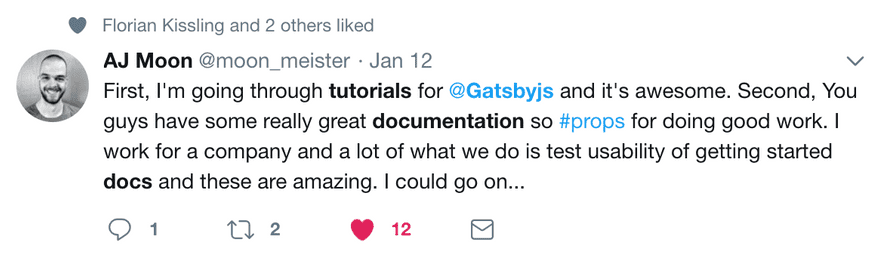 Florian Kissling and 2 others liked
AJ Moon @moon_meister · Jan 12
First, I'm going through tutorials for @Gatsbyjs and it's awesome. Second, You
guys have some really great documentation so #props for doing good work. I
work for a company and a lot of what we do is test usability of getting started
docs and these are amazing. I could go on...
1 2 12